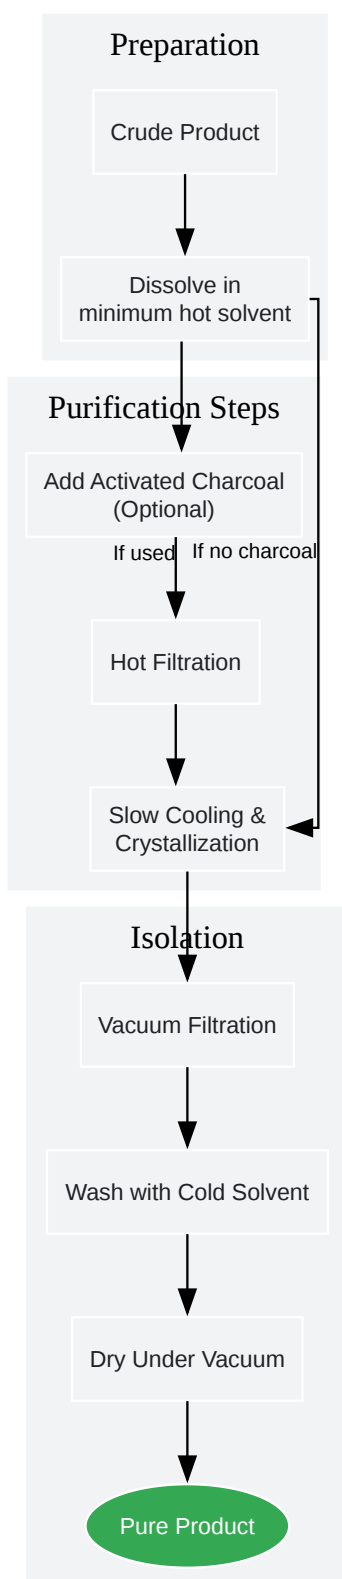 Preparation
Crude Product
Dissolve in
minimum hot solvent
Purification Steps
Add Activated Charcoal
(Optional)
If used
If no charcoal
Hot Filtration
Slow Cooling &
Crystallization
Isolation
Vacuum Filtration
Wash with Cold Solvent
Dry Under Vacuum
Pure Product